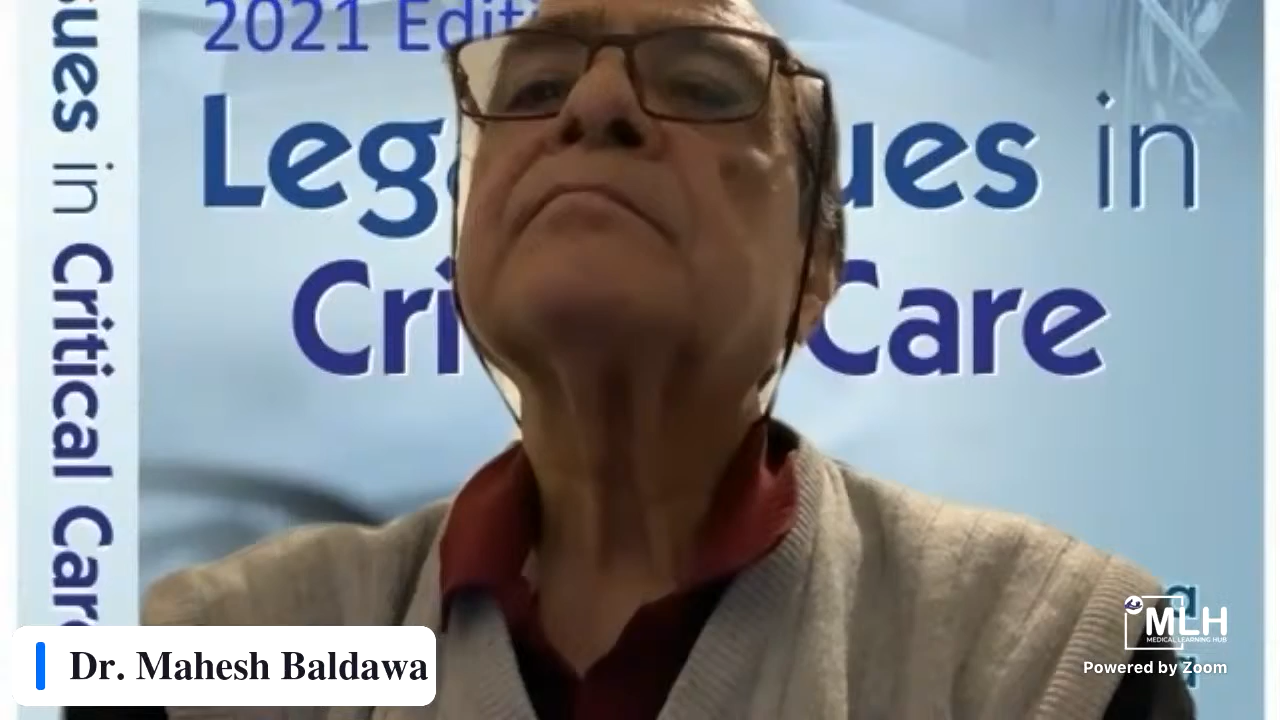 2021 Edit
Leg ues in
Cri Care
ues in Critical Care
Dr. Mahesh Baldawa
MLH
MEDICAL LEARNING HUB
Powered by Zoom